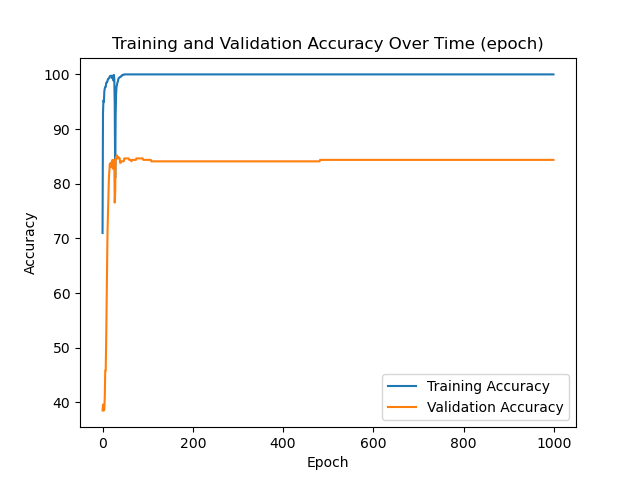 Training and Validation Accuracy Over Time (epoch)
100
90
80
70
60
50
40
Accuracy
Training Accuracy
Validation Accuracy
0 200 400 600 800 1000
Epoch